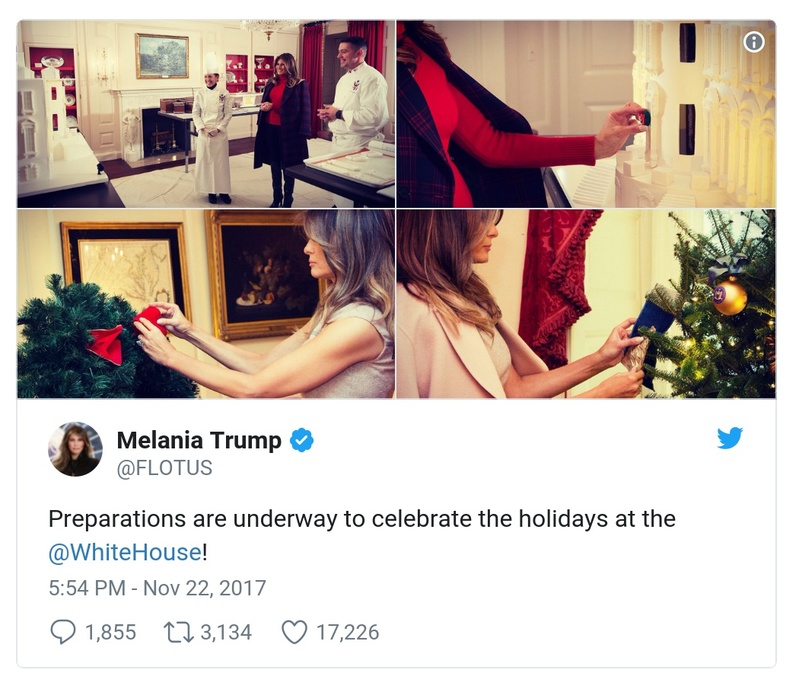 Melania Trump
@FLOTUS
Preparations are underway to celebrate the holidays at the
@WhiteHouse!
5:54 PM - Nov 22, 2017
1,855 3,134 17,226